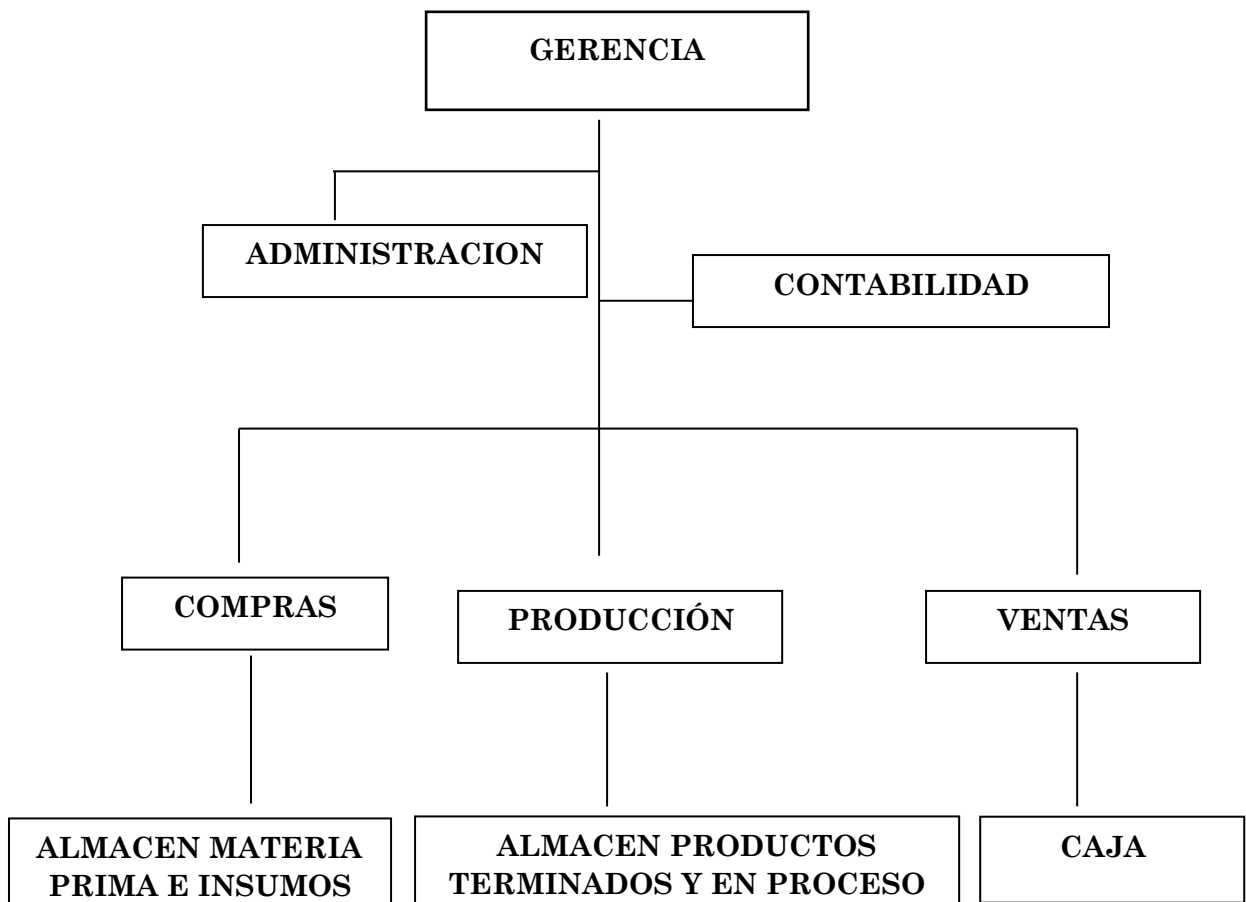 GERENCIA
ADMINISTRACION
CONTABILIDAD
COMPRAS
PRODUCCIÓN
VENTAS
ALMACEN MATERIA
PRIMA E INSUMOS
ALMACEN PRODUCTOS
TERMINADOS Y EN PROCESO
CAJA